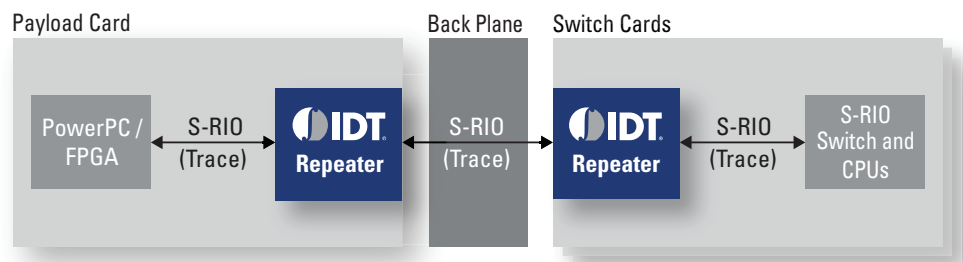 Payload Card
Back Plane
Switch Cards
PowerPC /
FPGA
S-RIO
(Trace)
IDT.
Repeater
S-RIO
(Trace)
IDT.
Repeater
S-RIO
(Trace)
S-RIO
Switch and
CPUs